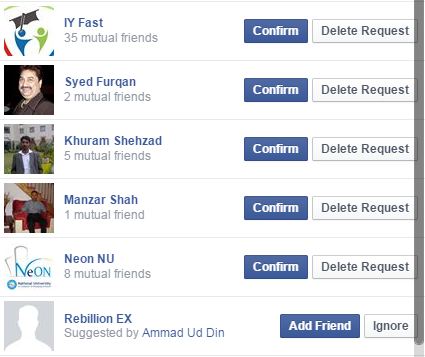 IY Fast
35 mutual friends
Confirm
Delete Request
Syed Furqan
2 mutual friends
Confirm
Delete Request
Khuram Shehzad
5 mutual friends
Confirm
Delete Request
Manzar Shah
1 mutual friend
Confirm
Delete Request
NeON
National University
Neon NU
8 mutual friends
Confirm
Delete Request
Rebillion EX
Suggested by Ammad Ud Din
Add Friend
Ignore